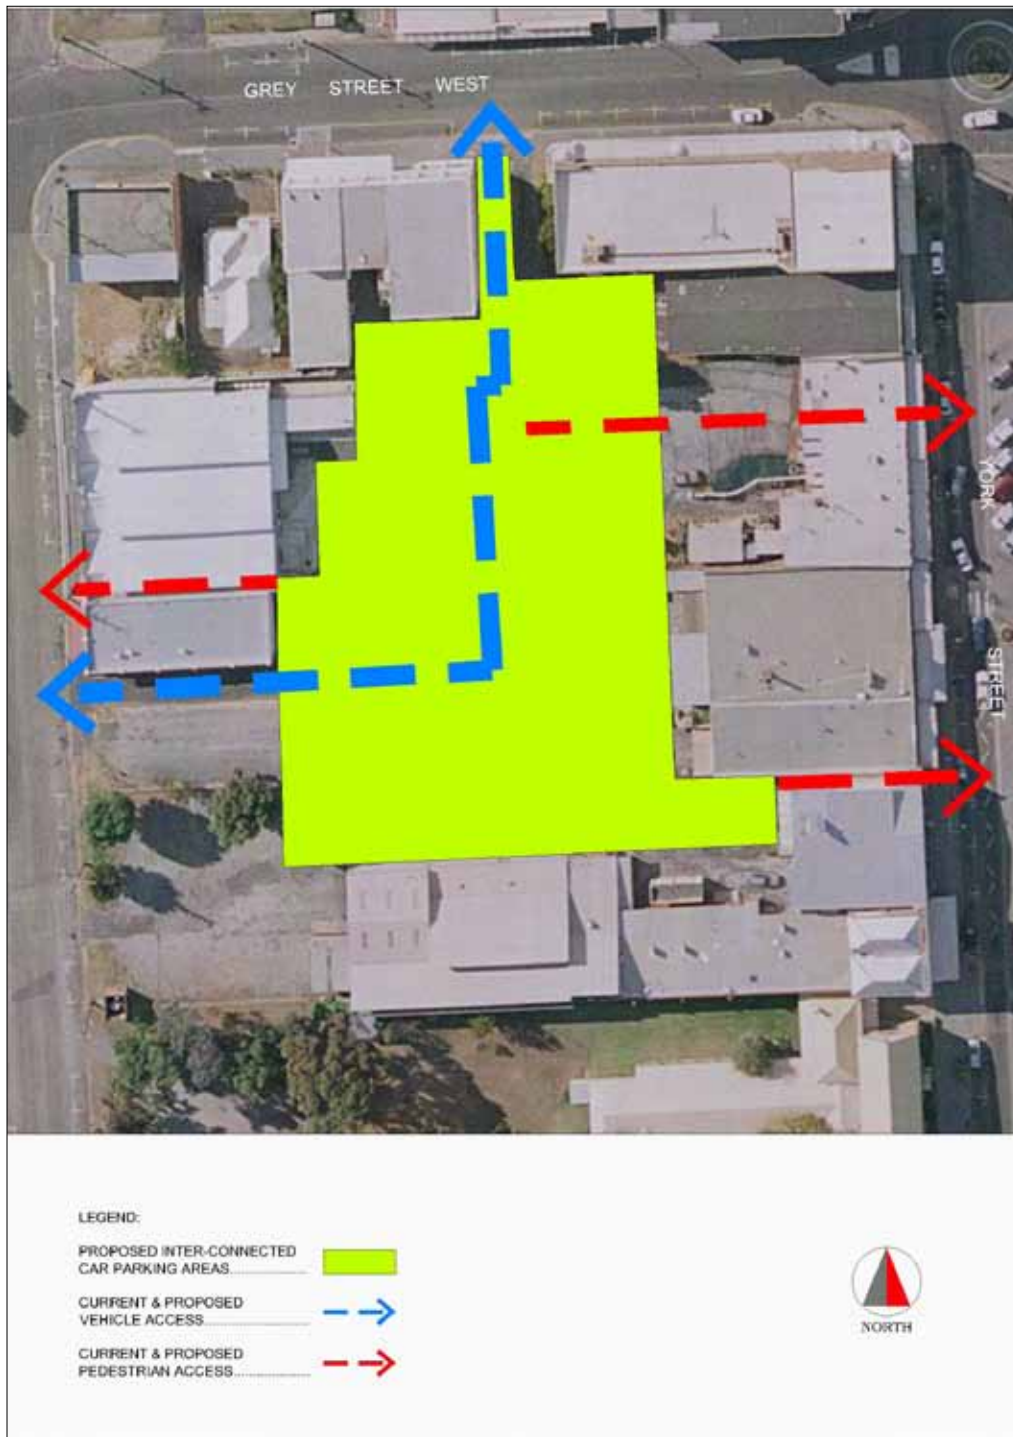 GREY STREET WEST
YORK
STREET
LEGEND:
PROPOSED INTER-CONNECTED
CAR PARKING AREAS
CURRENT & PROPOSED
VEHICLE ACCESS
CURRENT & PROPOSED
PEDESTRIAN ACCESS
NORTH